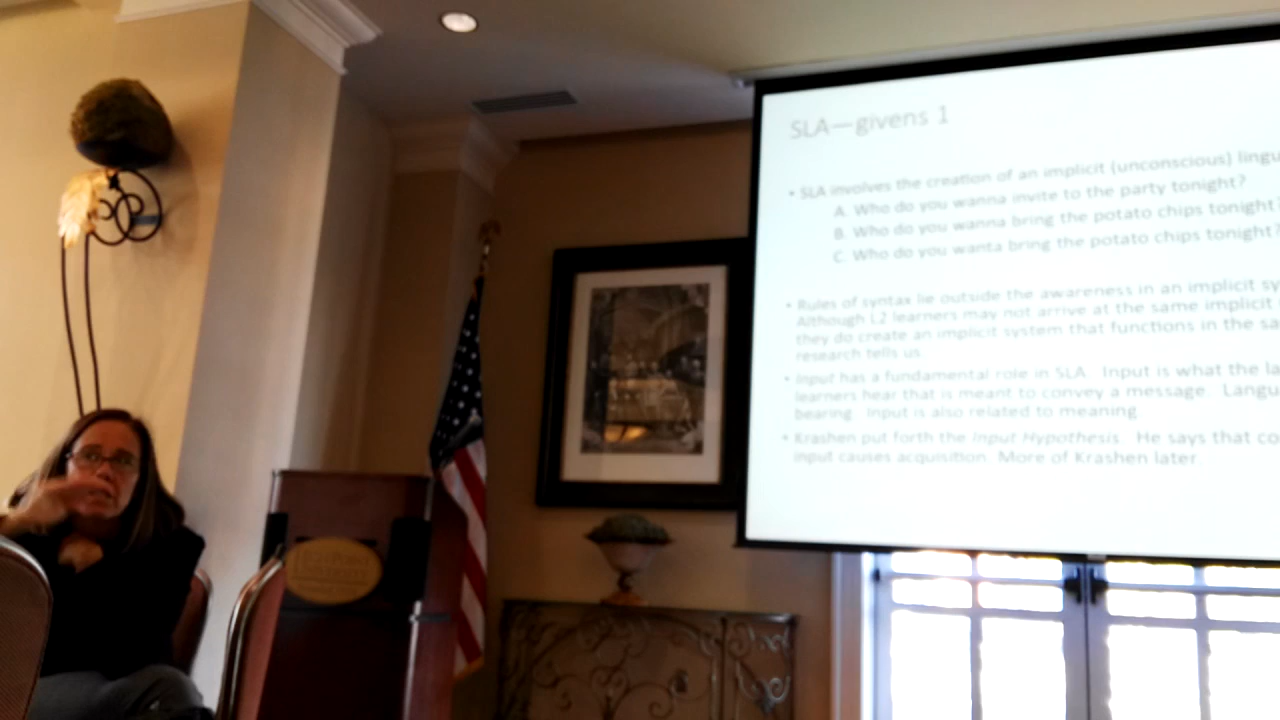 SLA—givens 1
• SLA involves the creation of an implicit (unconscious) lingu
A. Who do you wanna invite to the party tonight?
B. Who do you wanna bring the potato chips tonight?
C. Who do you wanta bring the potato chips tonight?
• Rules of syntax lie outside the awareness in an implicit sy
Although L2 learners may not arrive at the same implicit
they do create an implicit system that functions in the sa
research tells us.
• Input has a fundamental role in SLA. Input is what the la
learners hear that is meant to convey a message. Langu
bearing. Input is also related to meaning
• Krashen put forth the Input Hypothesis. He says that co
input causes acquisition. More of Krashen later.